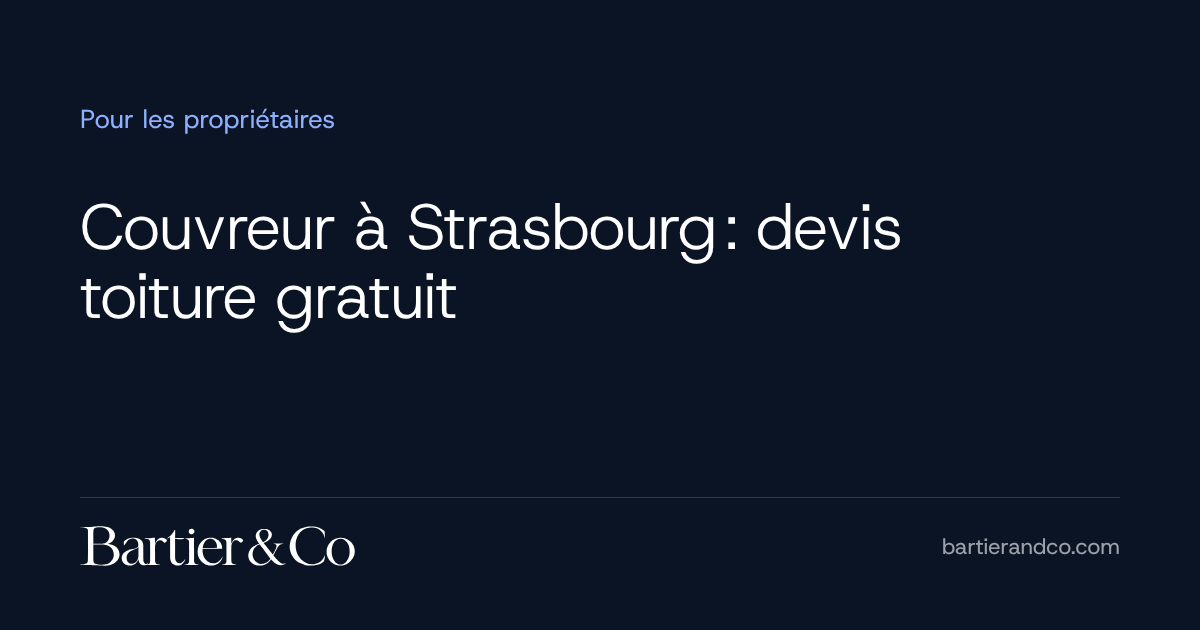 Pour les propriétaires
Couvreur à Strasbourg : devis
toiture gratuit
Bartier & Co
bartierandco.com